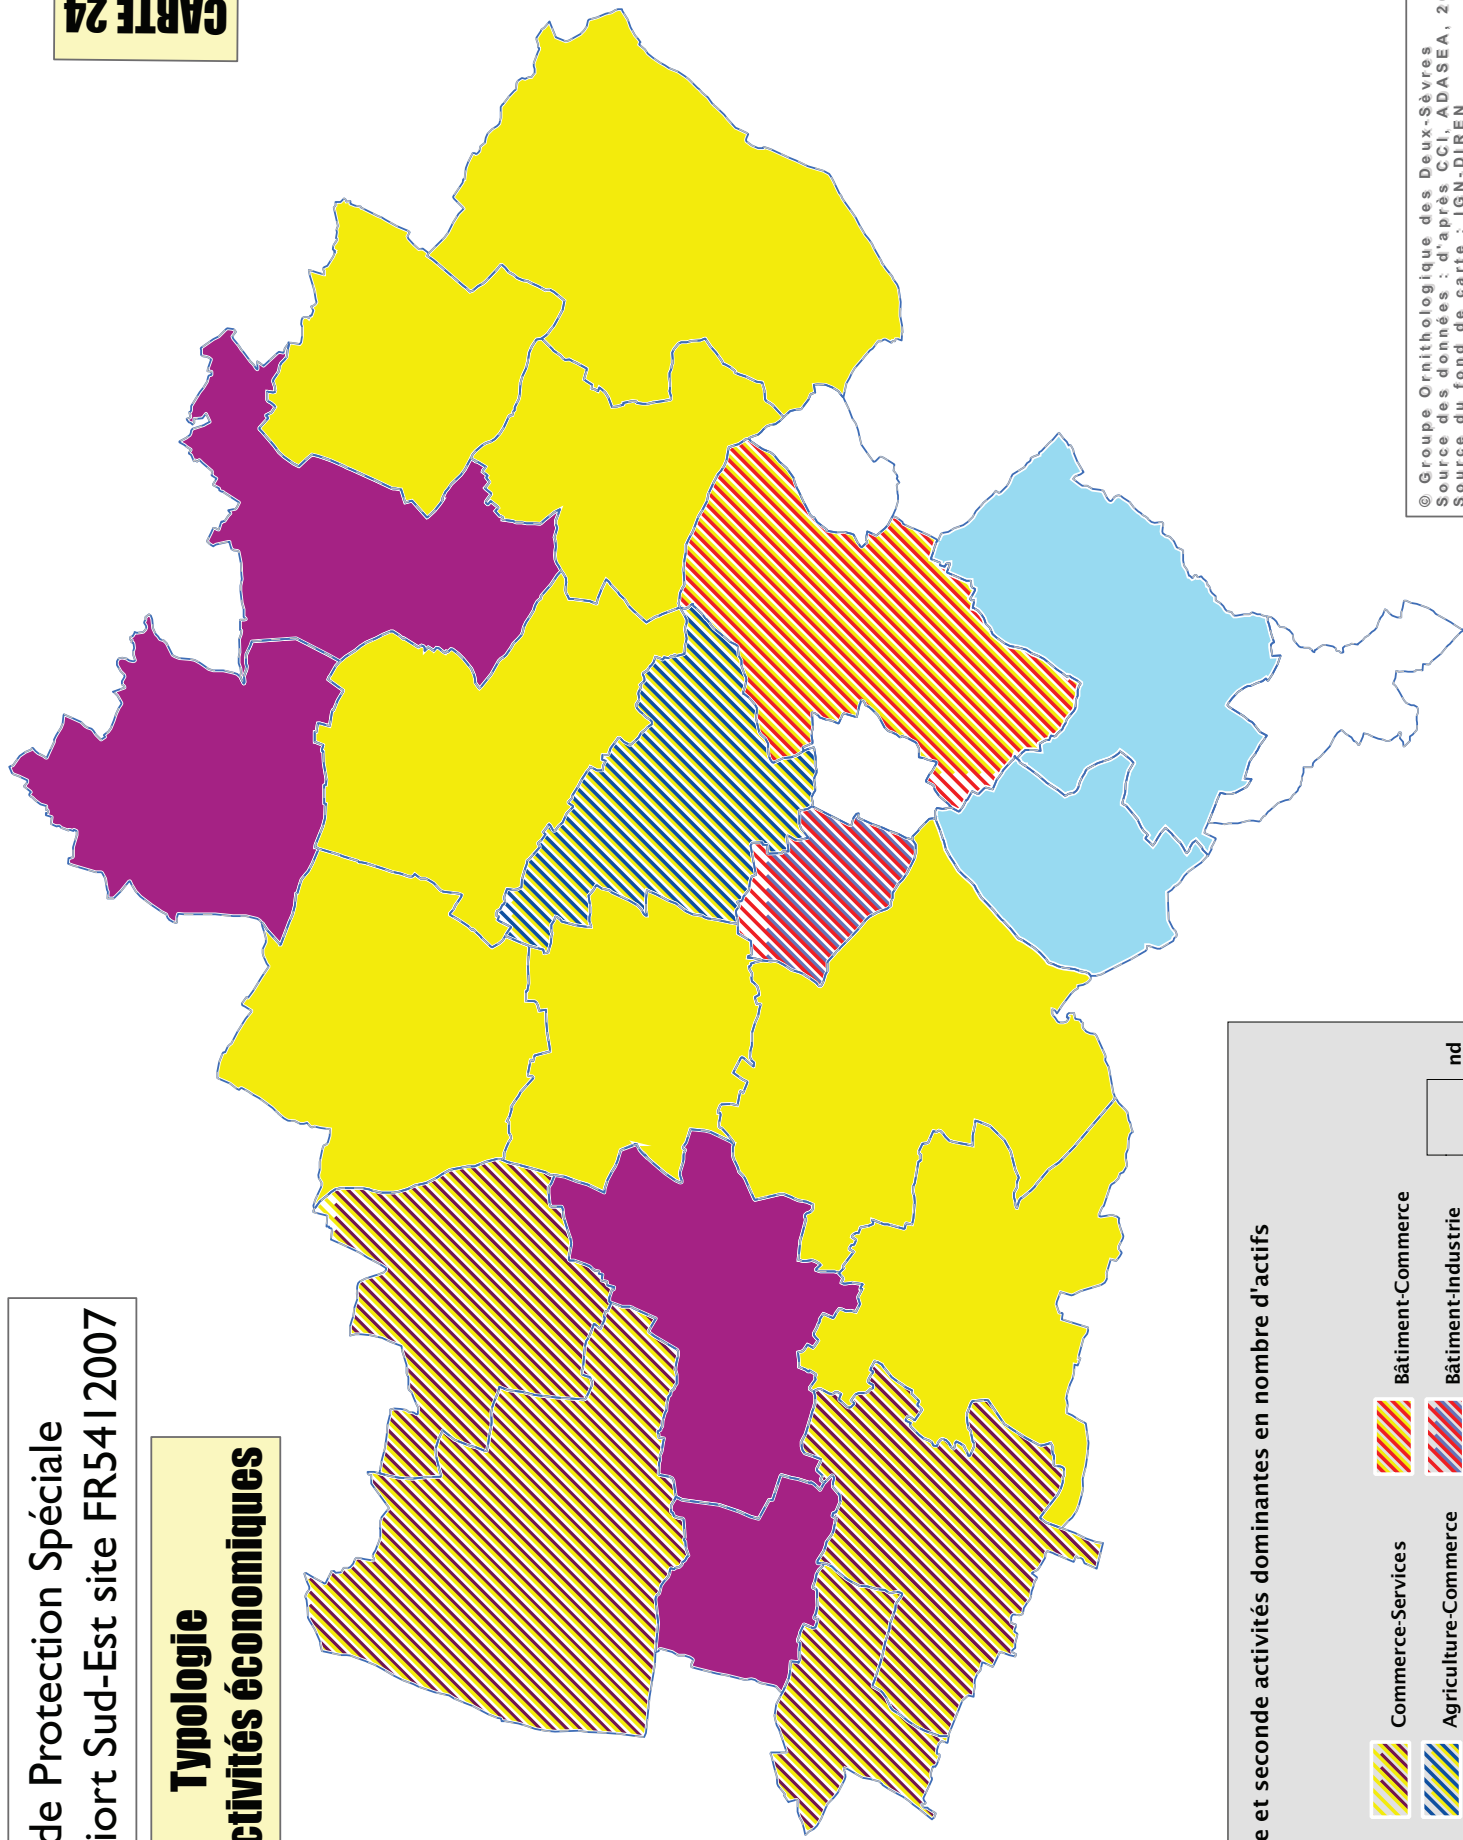 CARTE 24
de Protection Spéciale
iort Sud-Est site FR5412007
Typologie
ctivités économiques
e et seconde activités dominantes en nombre d'actifs
Commerce-Services
Bâtiment-Commerce
nd
Agriculture-Commerce
Bâtiment-Industrie
© Groupe Ornithologique des Deux-Sèvres
Source des données : d'après CCI, ADASEA,
Source du fond de carte : IGN-DIREN